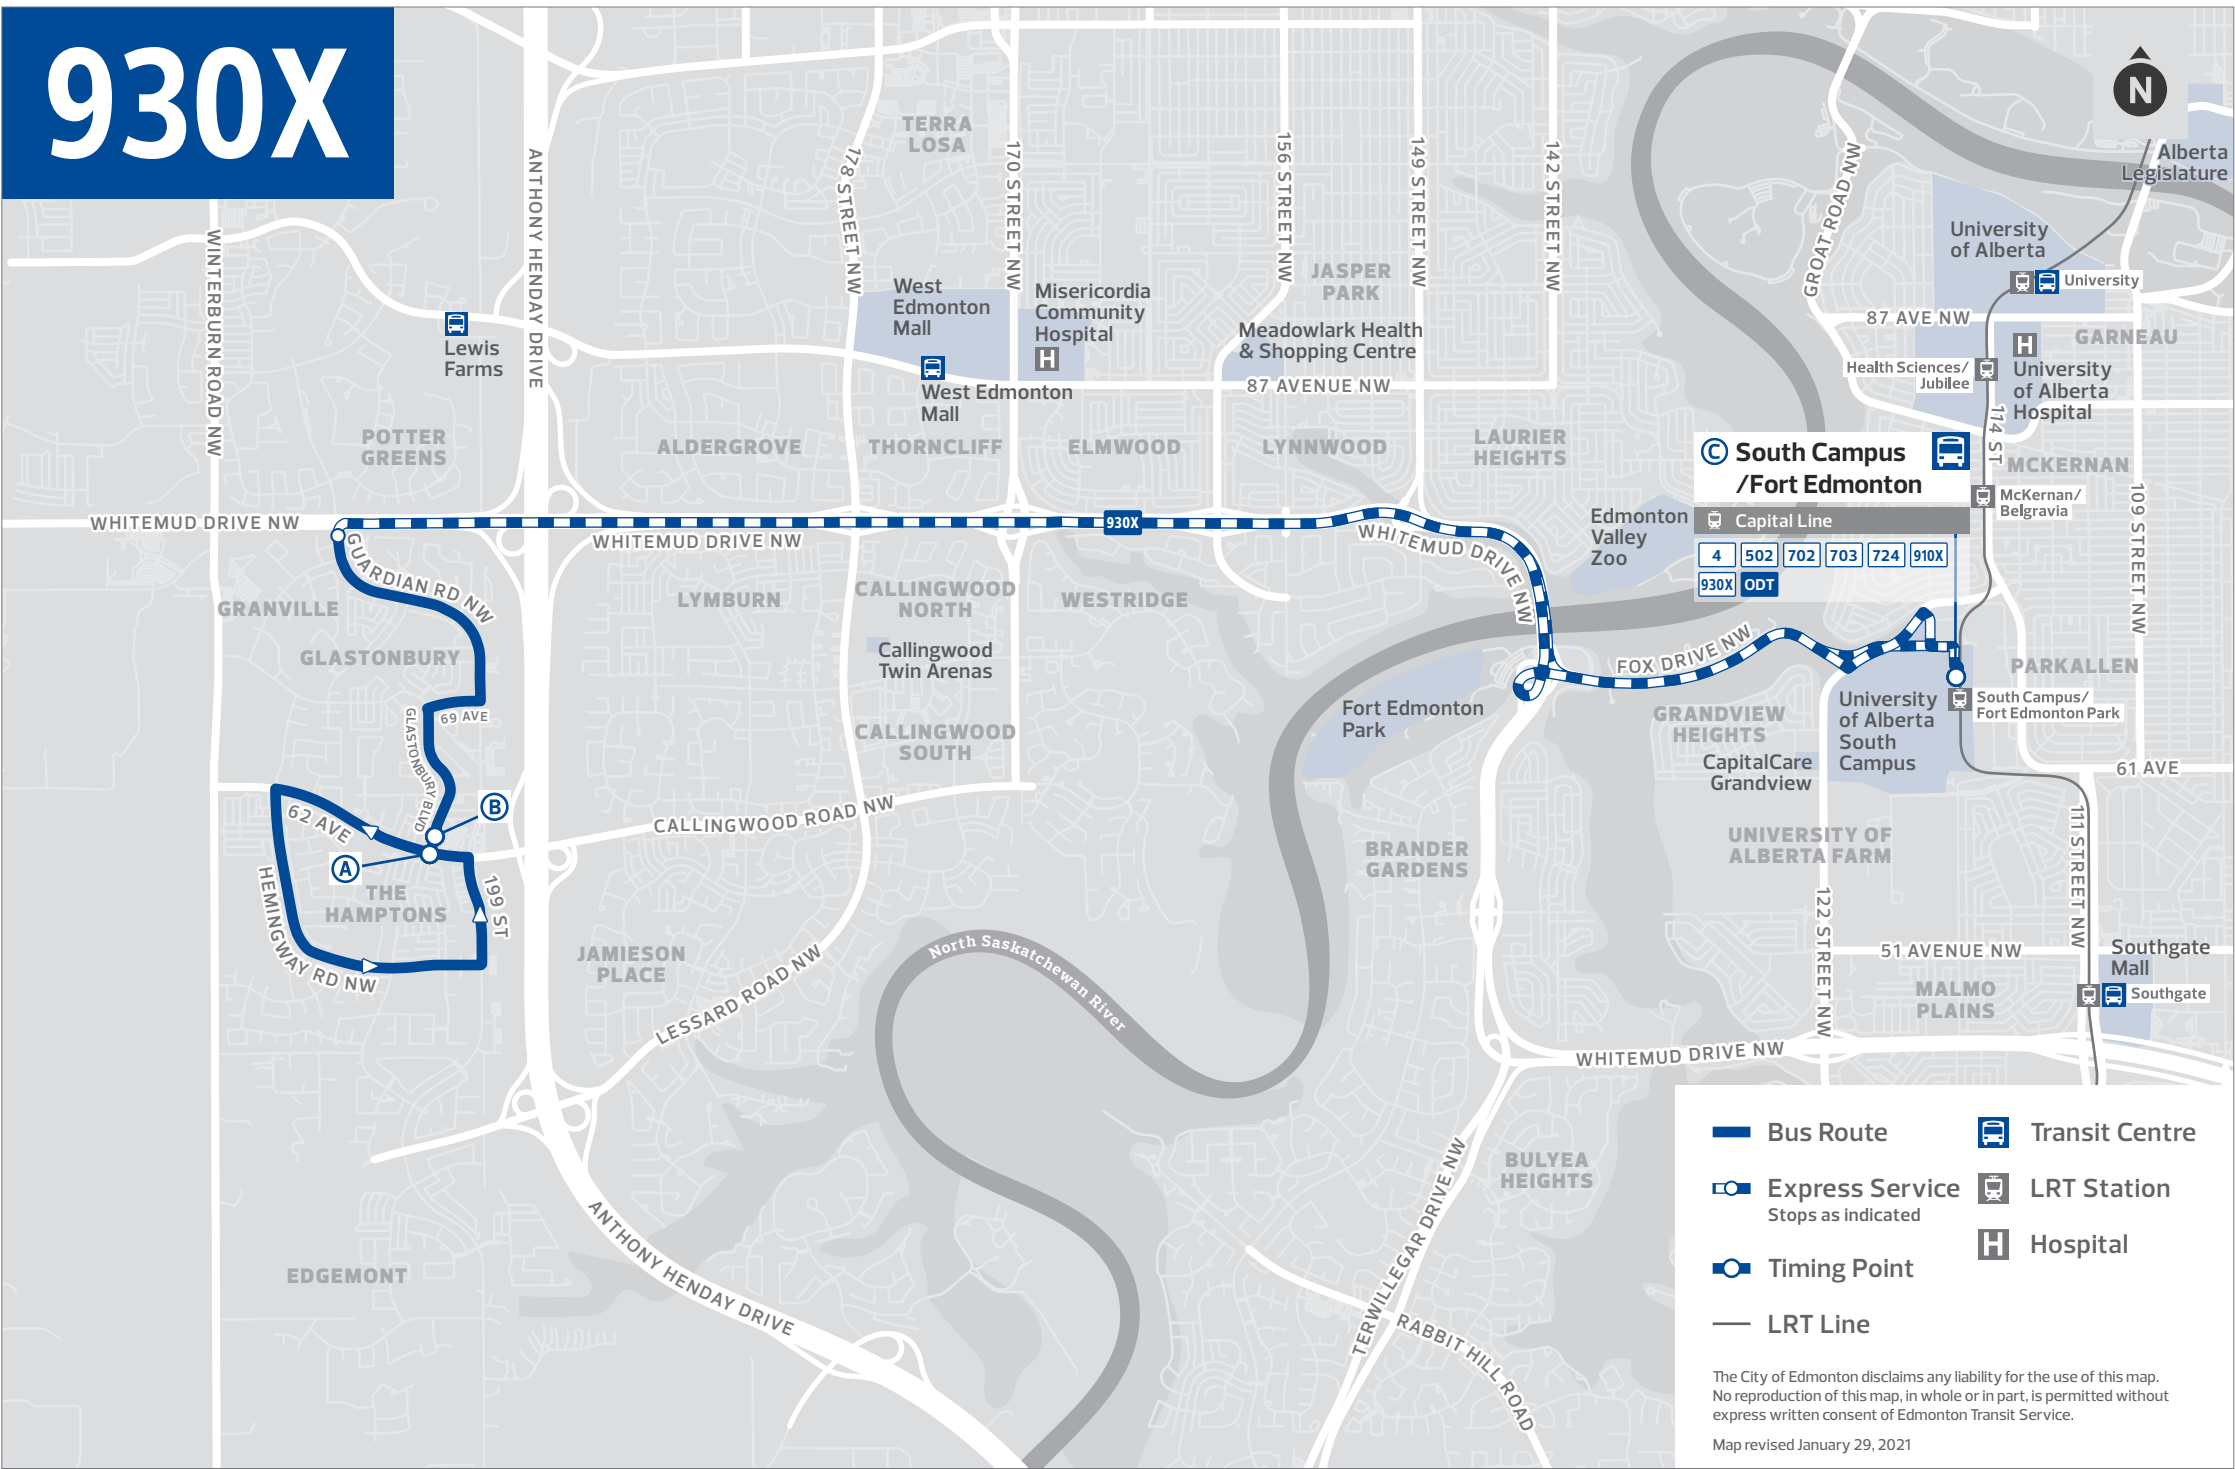 930X
N
Alberta
Legislature
TERRA
LOSA
ANTHONY HENDAY DRIVE
178 STREET NW
170 STREET NW
156 STREET NW
149 STREET NW
142 STREET NW
GROAT ROAD NW
WINTERBURN ROAD NW
University
of Alberta
University
JASPER
PARK
West
Edmonton
Mall
Misericordia
Community
Hospital
H
Meadowlark Health
& Shopping Centre
87 AVE NW
GARNEAU
H
Lewis
Farms
West Edmonton
Mall
87 AVENUE NW
Health Sciences/
Jubilee
University
of Alberta
Hospital
114 ST
POTTER
GREENS
ALDERGROVE
THORNCLIFF
ELMWOOD
LYNNWOOD
LAURIER
HEIGHTS
C South Campus
/Fort Edmonton
Capital Line
4 502 702 703 724 910X
930X ODT
MCKERNAN
McKernan/
Belgravia
109 STREET NW
Edmonton
Valley
Zoo
WHITEMUD DRIVE NW
WHITEMUD DRIVE NW
930X
WHITEMUD DRIVE NW
GUARDIAN RD NW
GRANVILLE
GLASTONBURY
LYMBURN
CALLINGWOOD
NORTH
WESTRIDGE
Callingwood
Twin Arenas
FOX DRIVE NW
PARKALLEN
69 AVE
GLASTONBURY BLVD
CALLINGWOOD
SOUTH
Fort Edmonton
Park
GRANDVIEW
HEIGHTS
University
of Alberta
South
Campus
South Campus/
Fort Edmonton Park
CapitalCare
Grandview
61 AVE
62 AVE
B
A
CALLINGWOOD ROAD NW
THE
HAMPTONS
HEMINGWAY RD NW
199 ST
BRANDER
GARDENS
UNIVERSITY OF
ALBERTA FARM
111 STREET NW
122 STREET NW
JAMIESON
PLACE
LESSARD ROAD NW
North Saskatchewan River
51 AVENUE NW
Southgate
Mall
Southgate
MALMO
PLAINS
WHITEMUD DRIVE NW
EDGEMONT
ANTHONY HENDAY DRIVE
TERWILLEGAR DRIVE NW
BULYEA
HEIGHTS
RABBIT HILL ROAD
Bus Route
Express Service
Stops as indicated
Timing Point
LRT Line
Transit Centre
LRT Station
H Hospital
The City of Edmonton disclaims any liability for the use of this map.
No reproduction of this map, in whole or in part, is permitted without
express written consent of Edmonton Transit Service.
Map revised January 29, 2021